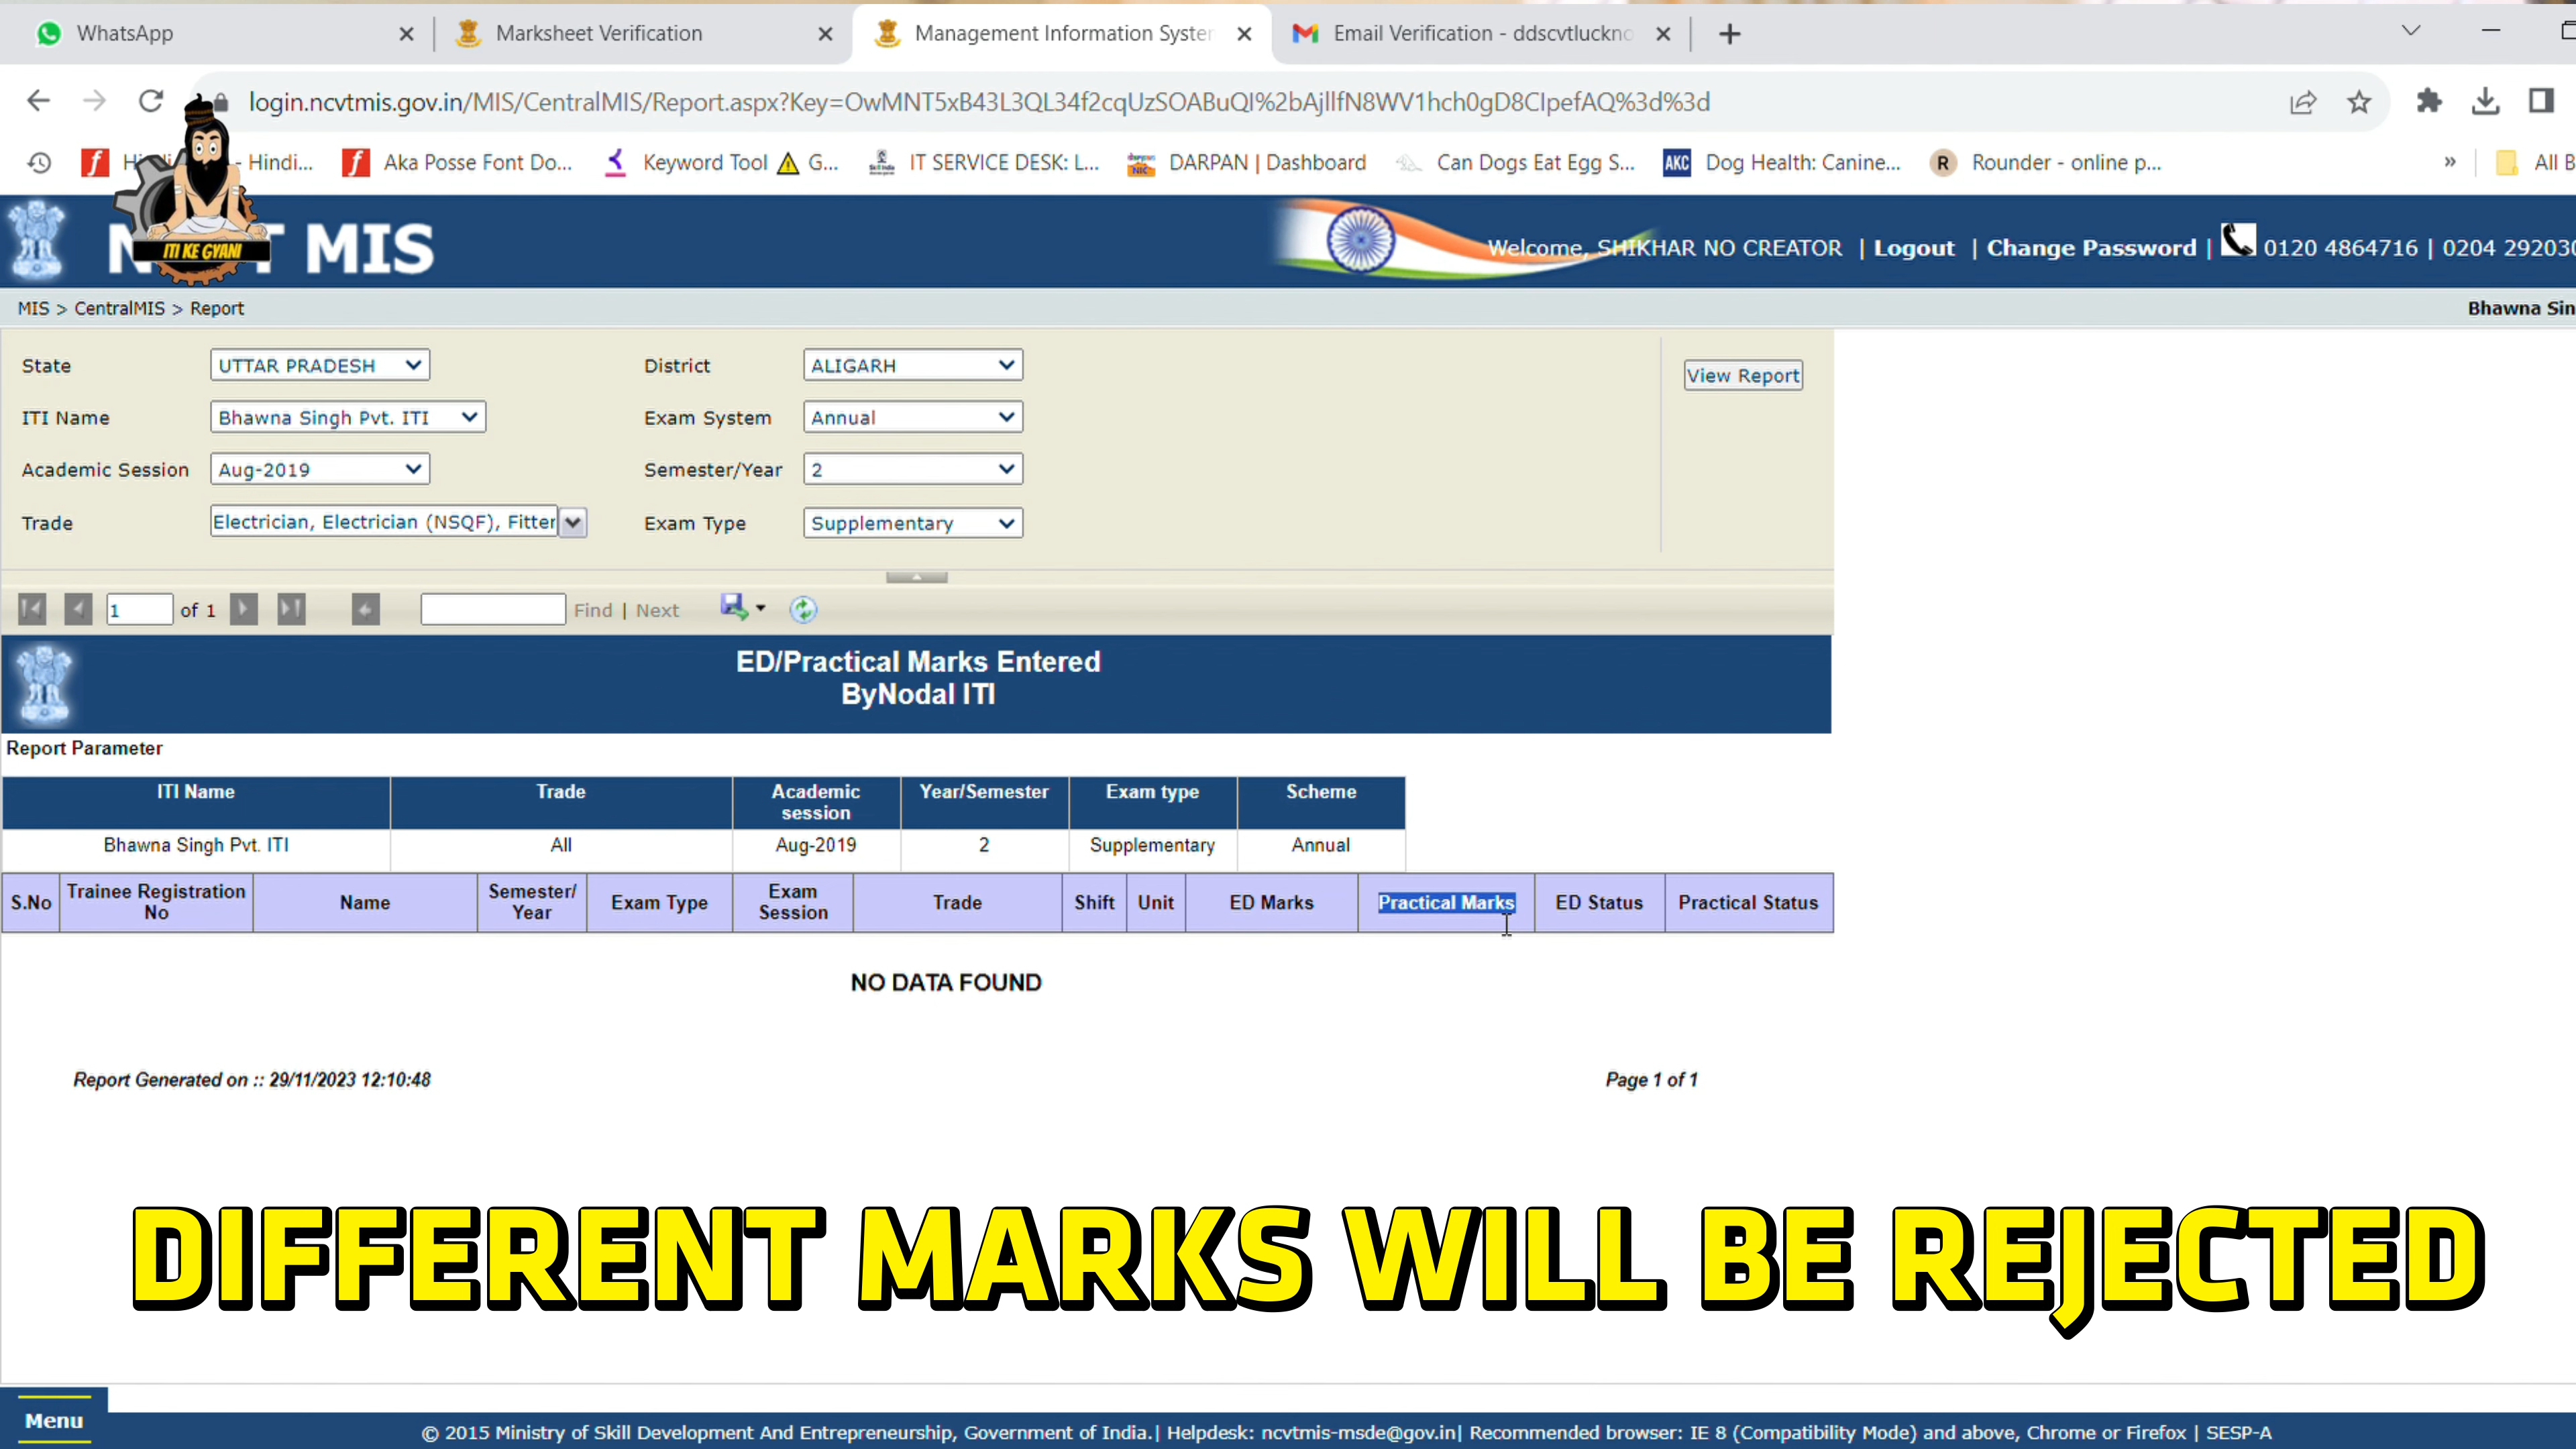 WhatsApp
Marksheet Verification
Management Information Syste
Email Verification - ddscvtluckn
login.ncvtmis.gov.in/MIS/CentralMIS/Report.aspx?Key=OwMNT5xB43L3QL34f2cqUzSOABuQI%2bAjllfN8WV1hch0gD8CIpefAQ%3d%3d
- Hindi... Aka Posse Font Do... Keyword Tool G... IT SERVICE DESK: L... DARPAN | Dashboard Can Dogs Eat Egg S... AKC Dog Health: Canine... R Rounder - online p... » All B
MIS
ITI KE GYANI
Welcome, SHIKHAR NO CREATOR | Logout | Change Password | 0120 4864716 | 0204 292030
MIS > CentralMIS > Report
Bhawna Sin
State UTTAR PRADESH District ALIGARH View Report
ITI Name Bhawna Singh Pvt. ITI Exam System Annual
Academic Session Aug-2019 Semester/Year 2
Trade Electrician, Electrician (NSQF), Fitter Exam Type Supplementary
1 of 1 Find | Next
ED/Practical Marks Entered
ByNodal ITI
Report Parameter
ITI Name Trade Academic session Year/Semester Exam type Scheme
Bhawna Singh Pvt. ITI All Aug-2019 2 Supplementary Annual
S.No Trainee Registration No Name Semester/ Year Exam Type Exam Session Trade Shift Unit ED Marks Practical Marks ED Status Practical Status
NO DATA FOUND
Report Generated on :: 29/11/2023 12:10:48 Page 1 of 1
DIFFERENT MARKS WILL BE REJECTED
Menu
© 2015 Ministry of Skill Development And Entrepreneurship, Government of India.| Helpdesk: ncvtmis-msde@gov.in| Recommended browser: IE 8 (Compatibility Mode) and above, Chrome or Firefox | SESP-A